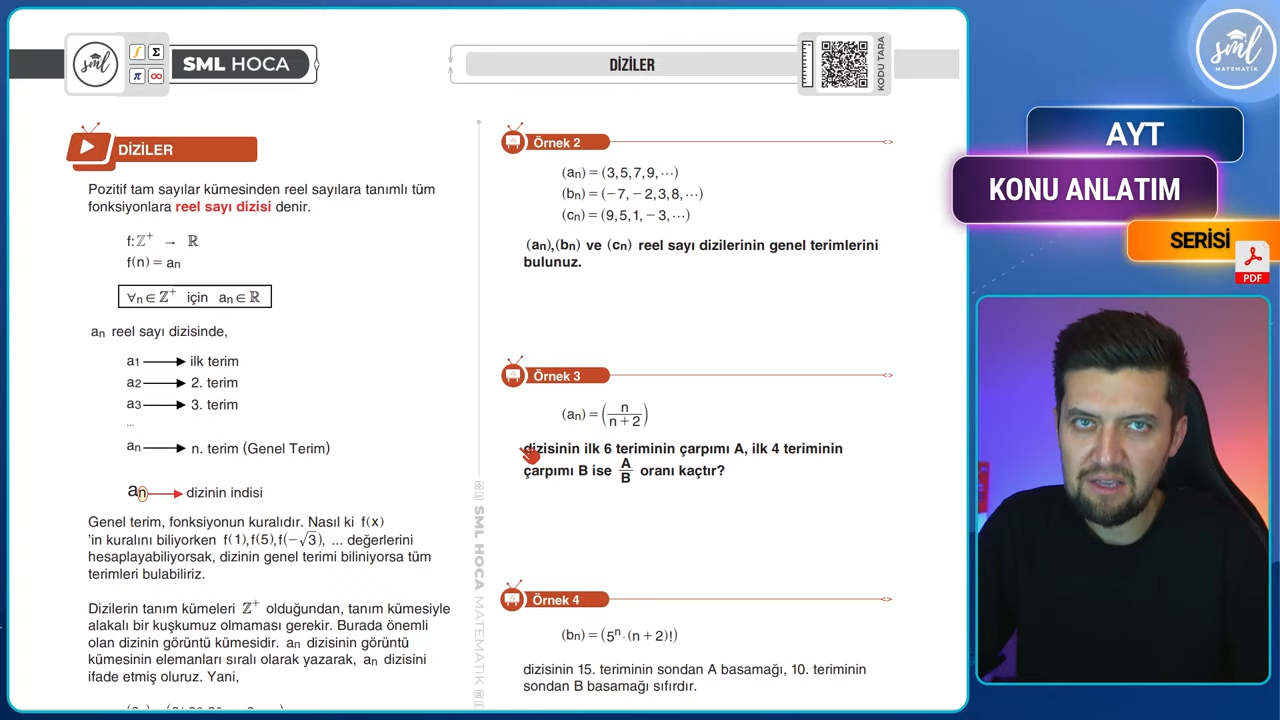 SML HOCA
DİZİLER
KODU TARA
DİZİLER
Pozitif tam sayılar kümesinden reel sayılara tanımlı tüm
fonksiyonlara reel sayı dizisi denir.
f:ℤ⁺ → ℝ
f(n) = aₙ
∀n ∈ ℤ⁺ için aₙ ∈ ℝ
aₙ reel sayı dizisinde,
a₁ → ilk terim
a₂ → 2. terim
a₃ → 3. terim
...
aₙ → n. terim (Genel Terim)
aₙ → dizinin indisi
Genel terim, fonksiyonun kuralıdır. Nasıl ki f(x)
'in kuralını biliyorken f(1),f(5),f(−√3), ... değerlerini
hesaplayabiliyorsak, dizinin genel terimi biliniyorsa tüm
terimleri bulabiliriz.
Dizilerin tanım kümeleri ℤ⁺ olduğundan, tanım kümesiyle
alakalı bir kuşkumuz olmaması gerekir. Burada önemli
olan dizinin görüntü kümesidir. aₙ dizisinin görüntü
kümesinin elemanları sıralı olarak yazarak, aₙ dizisini
ifade etmiş oluruz. Yani,
Örnek 2
(aₙ) = (3,5,7,9,⋯)
(bₙ) = (−7,−2,3,8,⋯)
(cₙ) = (9,5,1,−3,⋯)
(aₙ),(bₙ) ve (cₙ) reel sayı dizilerinin genel terimlerini
bulunuz.
Örnek 3
(aₙ) = (n/(n+2))
dizisinin ilk 6 teriminin çarpımı A, ilk 4 teriminin
çarpımı B ise A/B oranı kaçtır?
Örnek 4
(bₙ) = (5ⁿ·(n+2)!)
dizisinin 15. teriminin sondan A basamağı, 10. teriminin
sondan B basamağı sıfırdır.
SML HOCA MATEMATİK
sml
MATEMATİK
AYT
KONU ANLATIM
SERİSİ
PDF